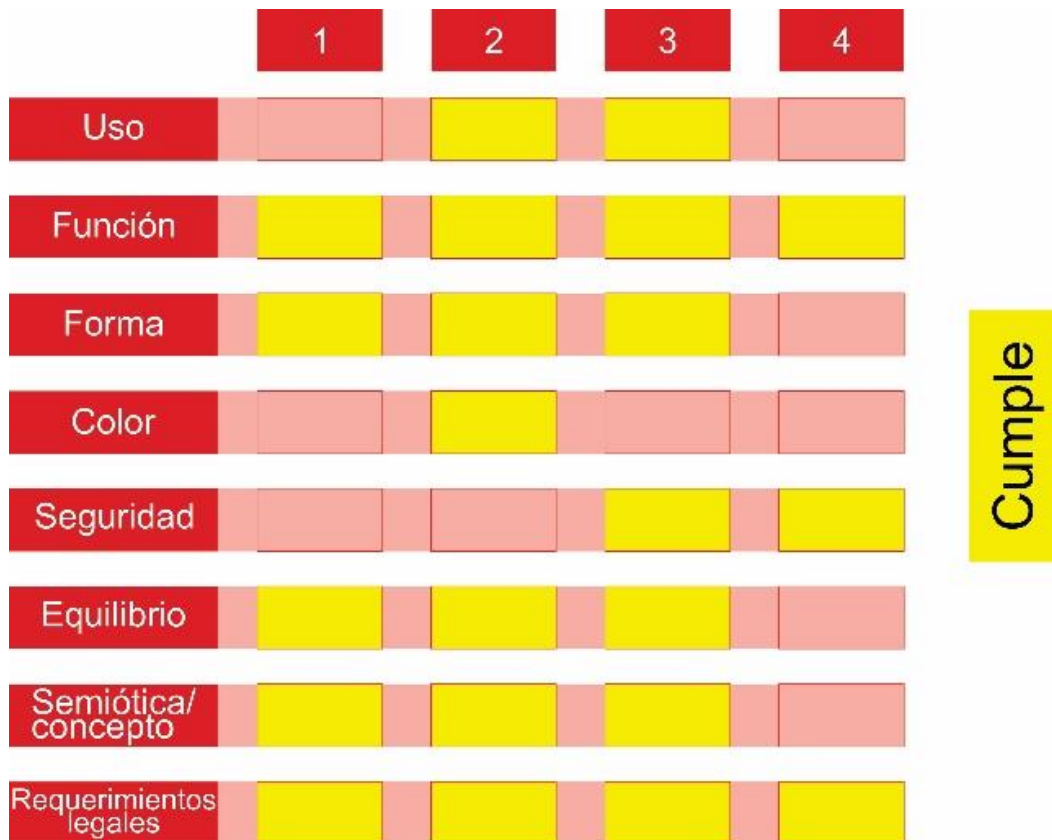 1 2 3 4
Uso
Función
Forma
Color
Seguridad
Equilibrio
Semiótica/
concepto
Requerimientos
legales
Cumple